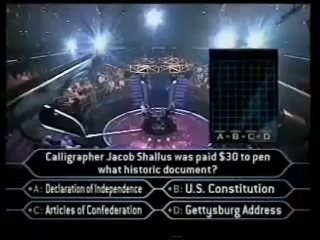 A B C D
Calligrapher Jacob Shallus was paid $30 to pen
what historic document?
A: Declaration of Independence
B: U.S. Constitution
C: Articles of Confederation
D: Gettysburg Address